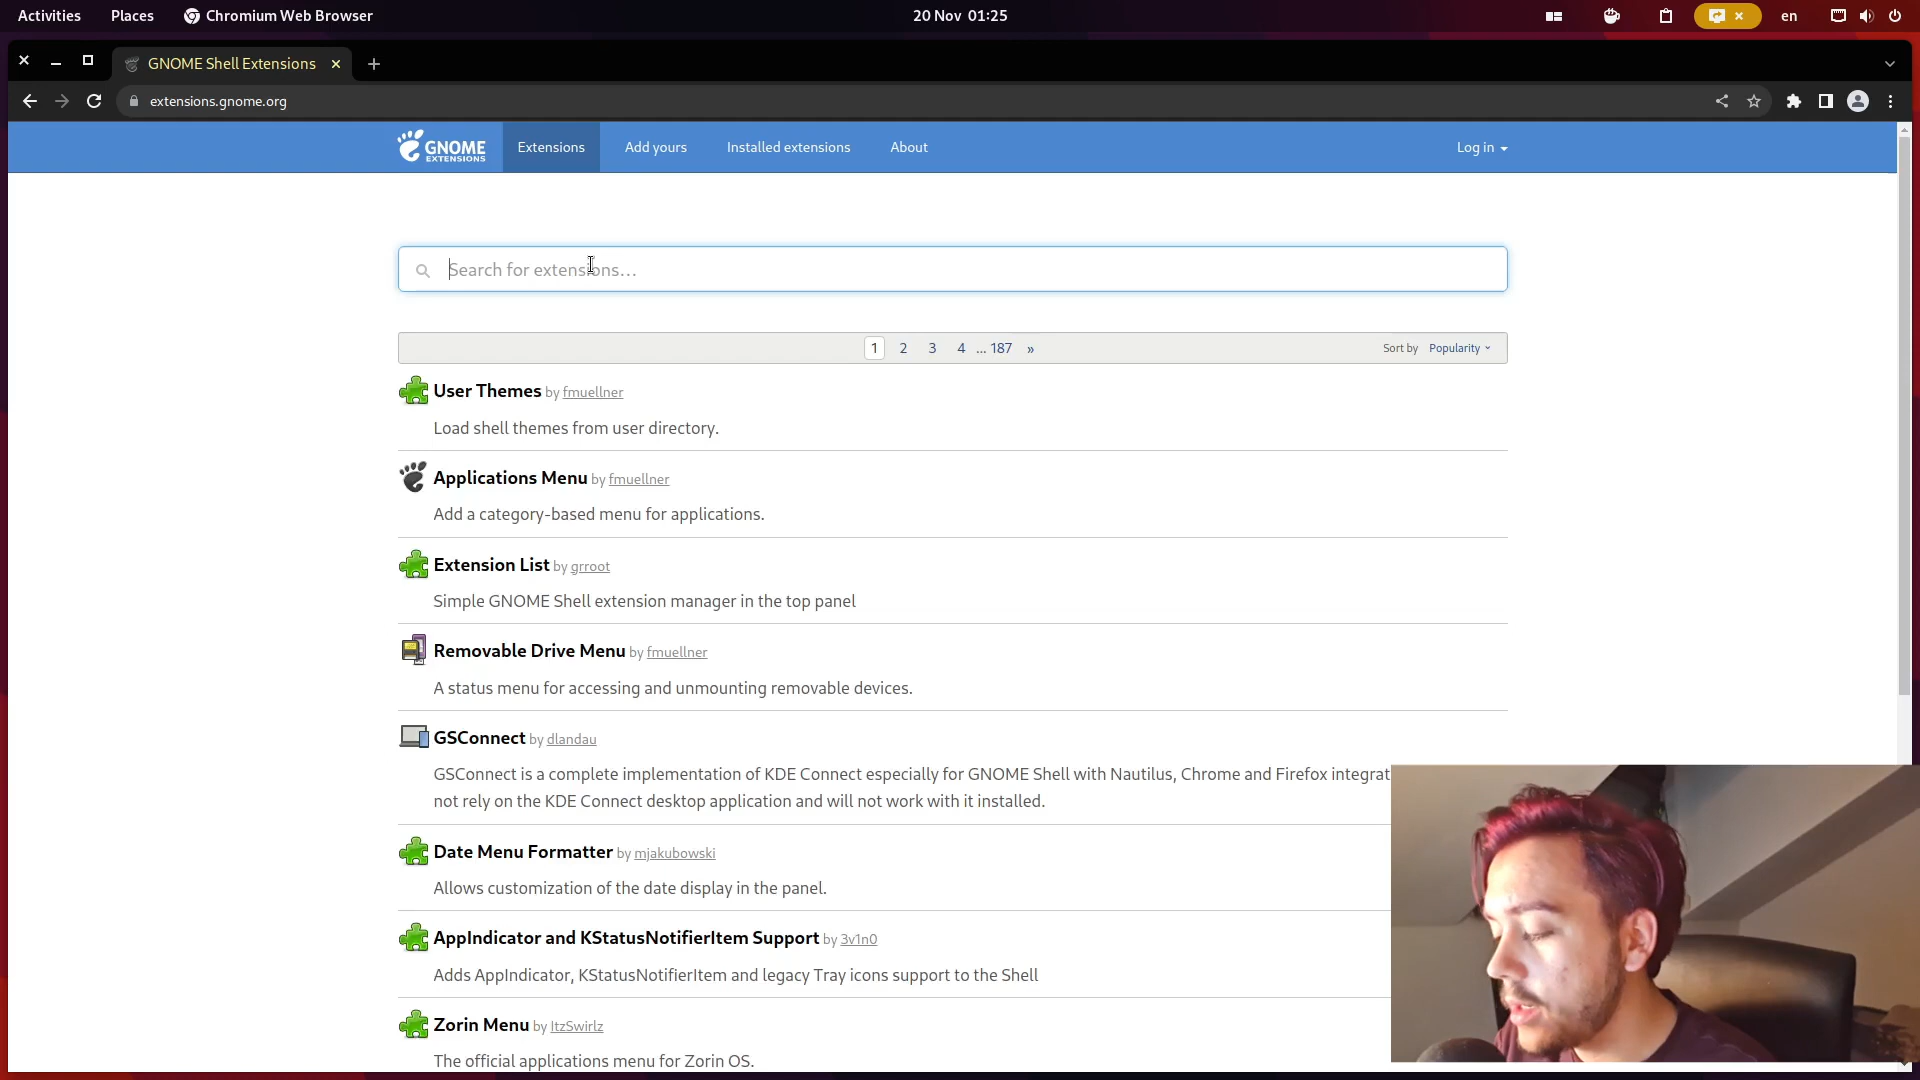 Activities Places Chromium Web Browser 20 Nov 01:25 en
GNOME Shell Extensions
extensions.gnome.org
GNOME EXTENSIONS Extensions Add yours Installed extensions About Log in
Search for extensions...
1 2 3 4 ... 187 » Sort by Popularity
User Themes by fmuellner
Load shell themes from user directory.
Applications Menu by fmuellner
Add a category-based menu for applications.
Extension List by grroot
Simple GNOME Shell extension manager in the top panel
Removable Drive Menu by fmuellner
A status menu for accessing and unmounting removable devices.
GSConnect by dlandau
GSConnect is a complete implementation of KDE Connect especially for GNOME Shell with Nautilus, Chrome and Firefox integrat
not rely on the KDE Connect desktop application and will not work with it installed.
Date Menu Formatter by mjakubowski
Allows customization of the date display in the panel.
AppIndicator and KStatusNotifierItem Support by 3v1n0
Adds AppIndicator, KStatusNotifierItem and legacy Tray icons support to the Shell
Zorin Menu by ItzSwirlz
The official applications menu for Zorin OS.